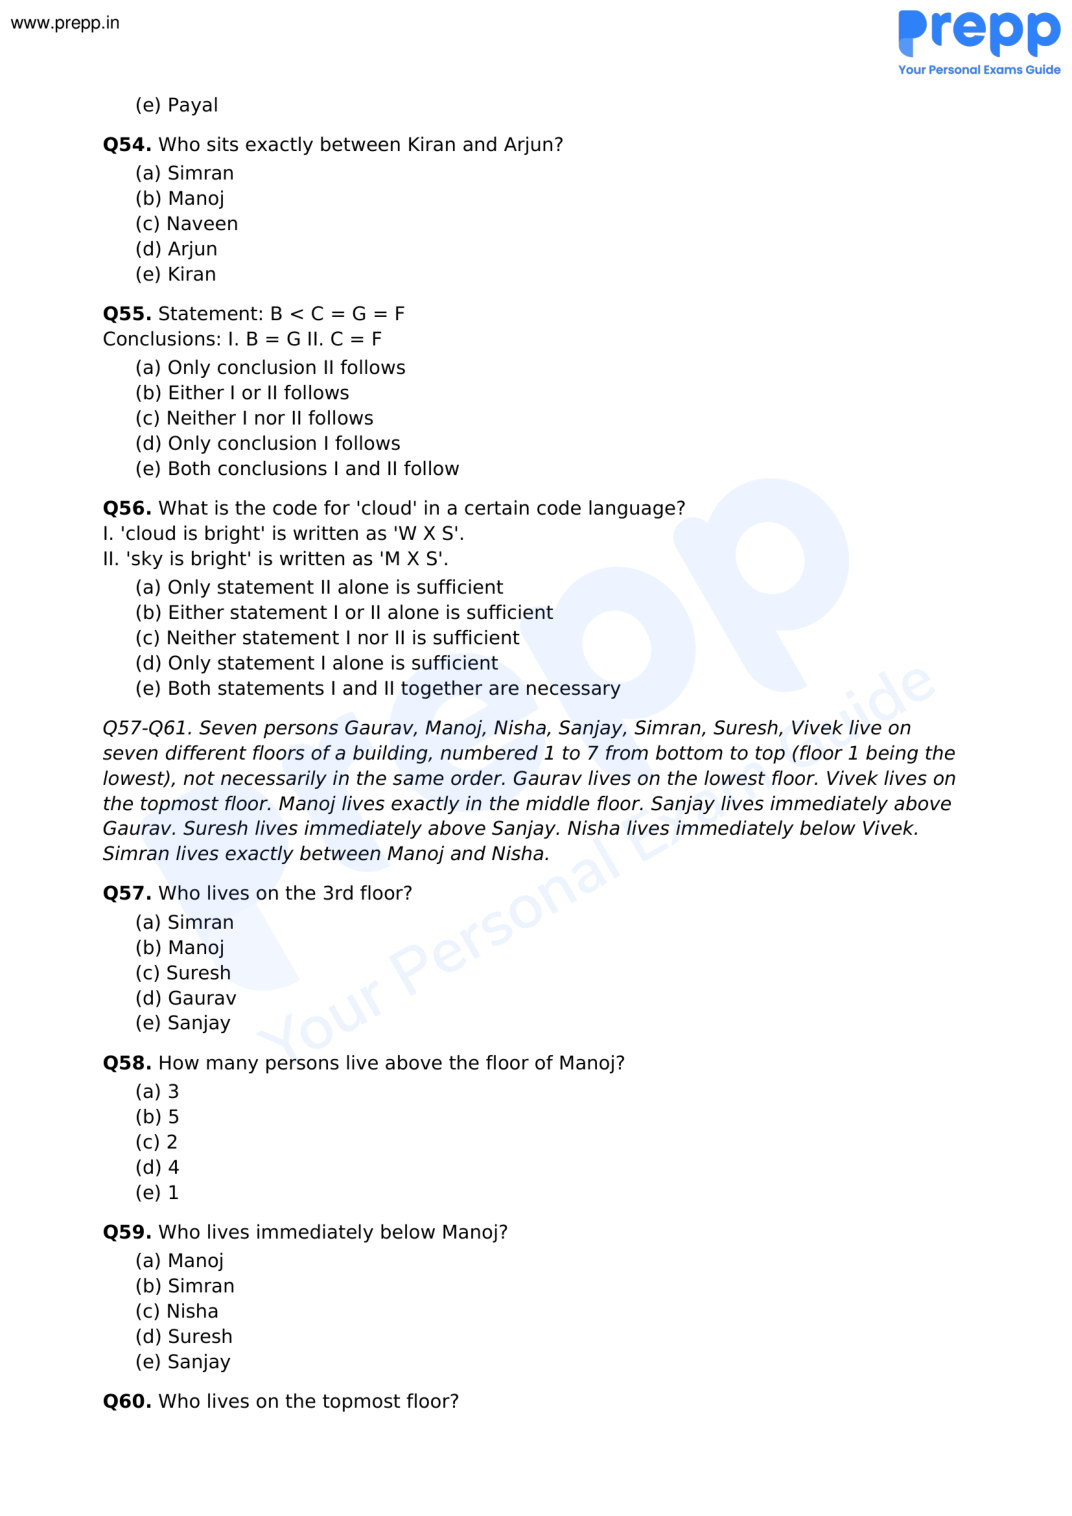 www.prepp.in
prepp
Your Personal Exams Guide
(e) Payal
Q54. Who sits exactly between Kiran and Arjun?
(a) Simran
(b) Manoj
(c) Naveen
(d) Arjun
(e) Kiran
Q55. Statement: B < C = G = F
Conclusions: I. B = G II. C = F
(a) Only conclusion II follows
(b) Either I or II follows
(c) Neither I nor II follows
(d) Only conclusion I follows
(e) Both conclusions I and II follow
Q56. What is the code for 'cloud' in a certain code language?
I. 'cloud is bright' is written as 'W X S'.
II. 'sky is bright' is written as 'M X S'.
(a) Only statement II alone is sufficient
(b) Either statement I or II alone is sufficient
(c) Neither statement I nor II is sufficient
(d) Only statement I alone is sufficient
(e) Both statements I and II together are necessary
Q57-Q61. Seven persons Gaurav, Manoj, Nisha, Sanjay, Simran, Suresh, Vivek live on
seven different floors of a building, numbered 1 to 7 from bottom to top (floor 1 being the
lowest), not necessarily in the same order. Gaurav lives on the lowest floor. Vivek lives on
the topmost floor. Manoj lives exactly in the middle floor. Sanjay lives immediately above
Gaurav. Suresh lives immediately above Sanjay. Nisha lives immediately below Vivek.
Simran lives exactly between Manoj and Nisha.
Q57. Who lives on the 3rd floor?
(a) Simran
(b) Manoj
(c) Suresh
(d) Gaurav
(e) Sanjay
Q58. How many persons live above the floor of Manoj?
(a) 3
(b) 5
(c) 2
(d) 4
(e) 1
Q59. Who lives immediately below Manoj?
(a) Manoj
(b) Simran
(c) Nisha
(d) Suresh
(e) Sanjay
Q60. Who lives on the topmost floor?
prepp
Your Personal Exams Guide